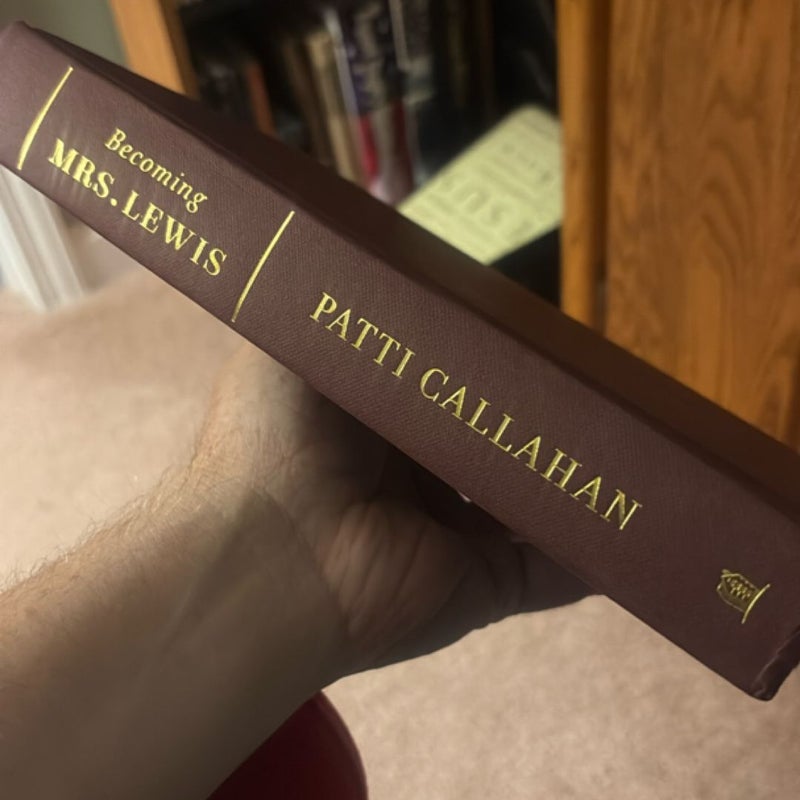 Becoming
MRS. LEWIS
PATTI CALLAHAN